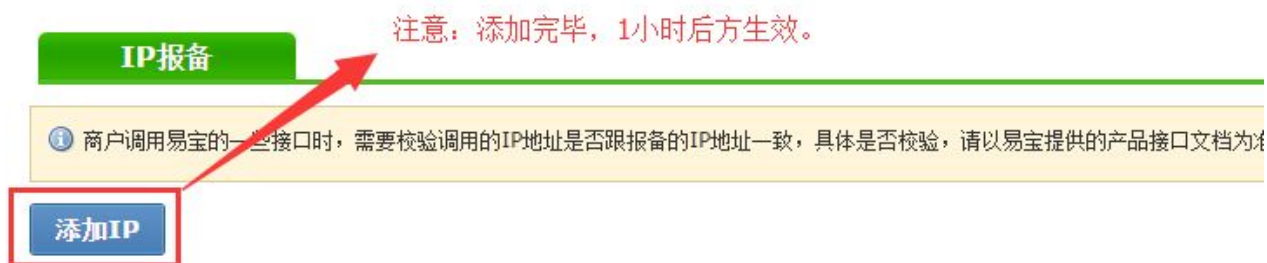 注意：添加完毕，1小时后方生效。
IP报备
商户调用易宝的一些接口时，需要校验调用的IP地址是否跟报备的IP地址一致，具体是否校验，请以易宝提供的产品接口文档为准
添加IP